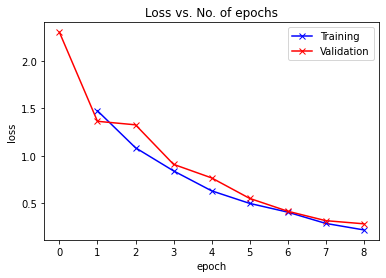 Loss vs. No. of epochs
Training
Validation
2.0
1.5
1.0
0.5
loss
0 1 2 3 4 5 6 7 8
epoch